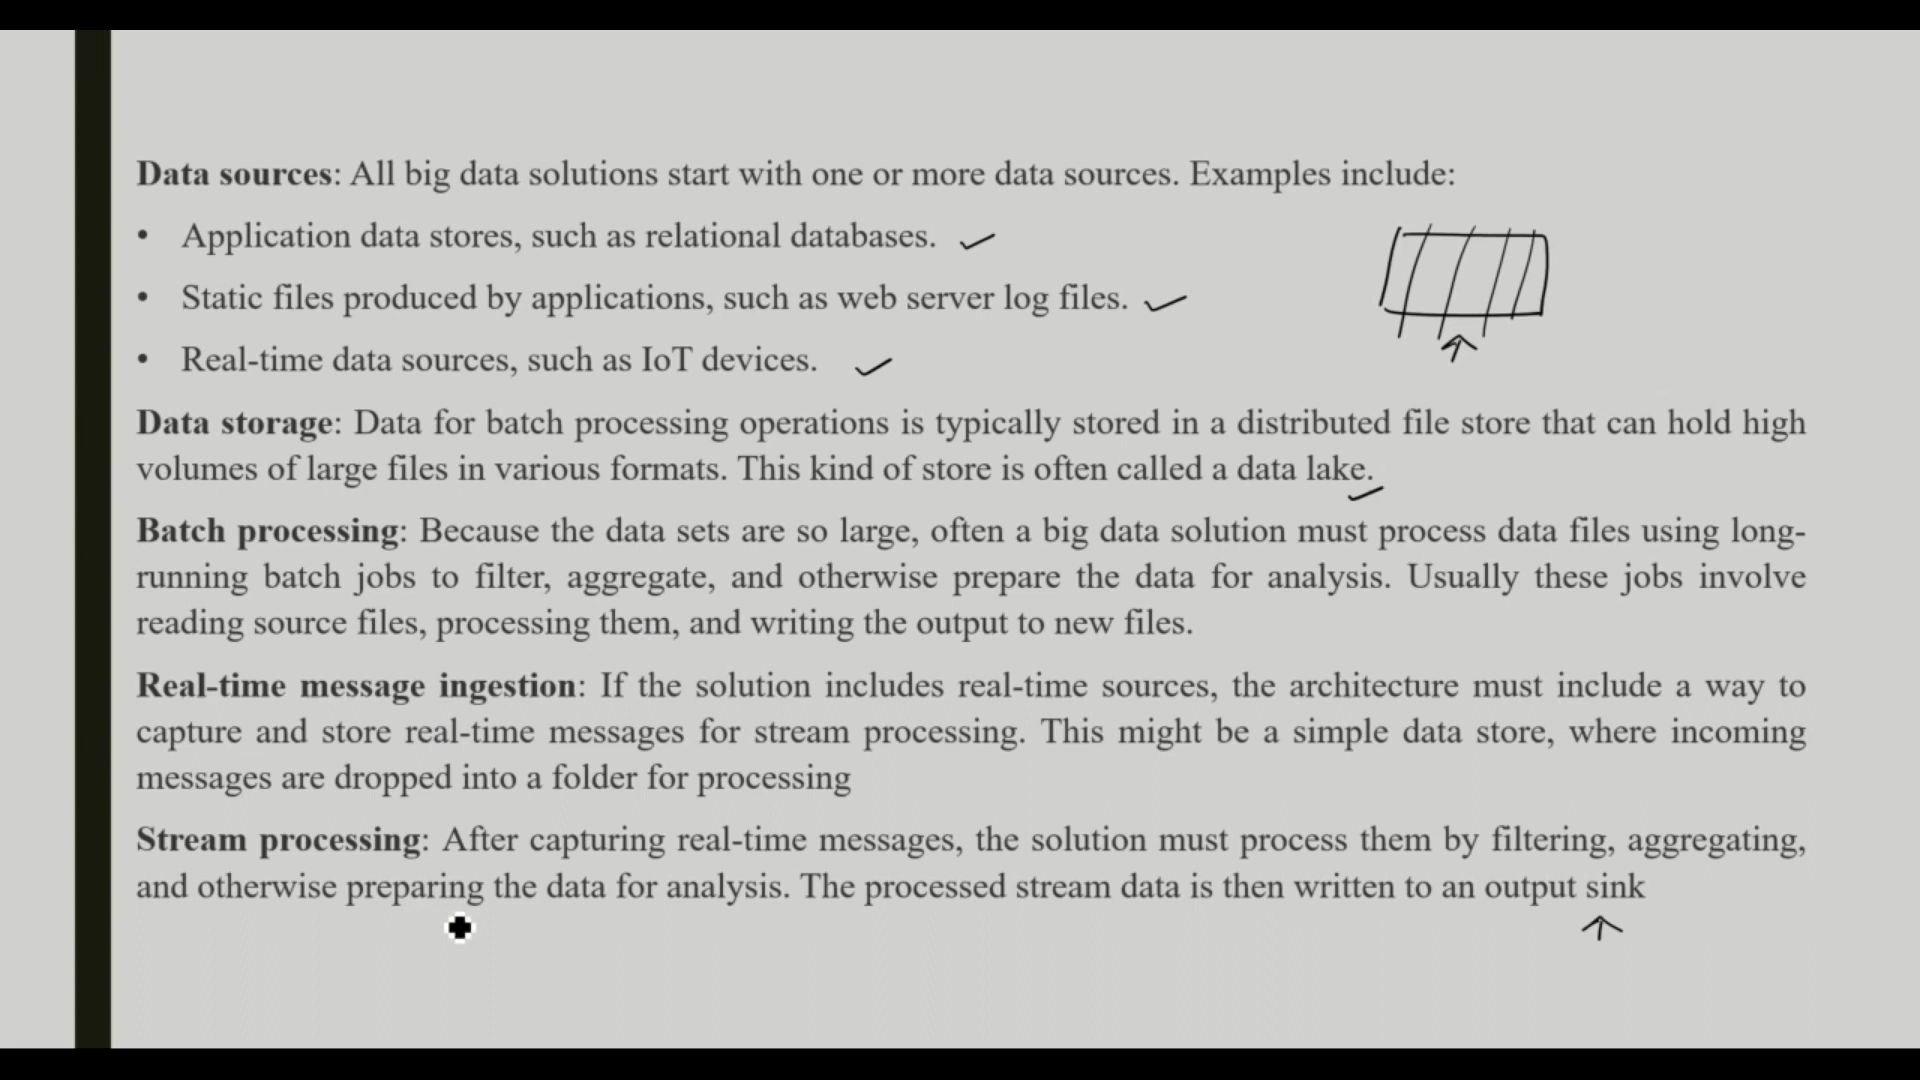 Data sources: All big data solutions start with one or more data sources. Examples include:
• Application data stores, such as relational databases.
• Static files produced by applications, such as web server log files.
• Real-time data sources, such as IoT devices.
Data storage: Data for batch processing operations is typically stored in a distributed file store that can hold high
volumes of large files in various formats. This kind of store is often called a data lake.
Batch processing: Because the data sets are so large, often a big data solution must process data files using long-
running batch jobs to filter, aggregate, and otherwise prepare the data for analysis. Usually these jobs involve
reading source files, processing them, and writing the output to new files.
Real-time message ingestion: If the solution includes real-time sources, the architecture must include a way to
capture and store real-time messages for stream processing. This might be a simple data store, where incoming
messages are dropped into a folder for processing
Stream processing: After capturing real-time messages, the solution must process them by filtering, aggregating,
and otherwise preparing the data for analysis. The processed stream data is then written to an output sink